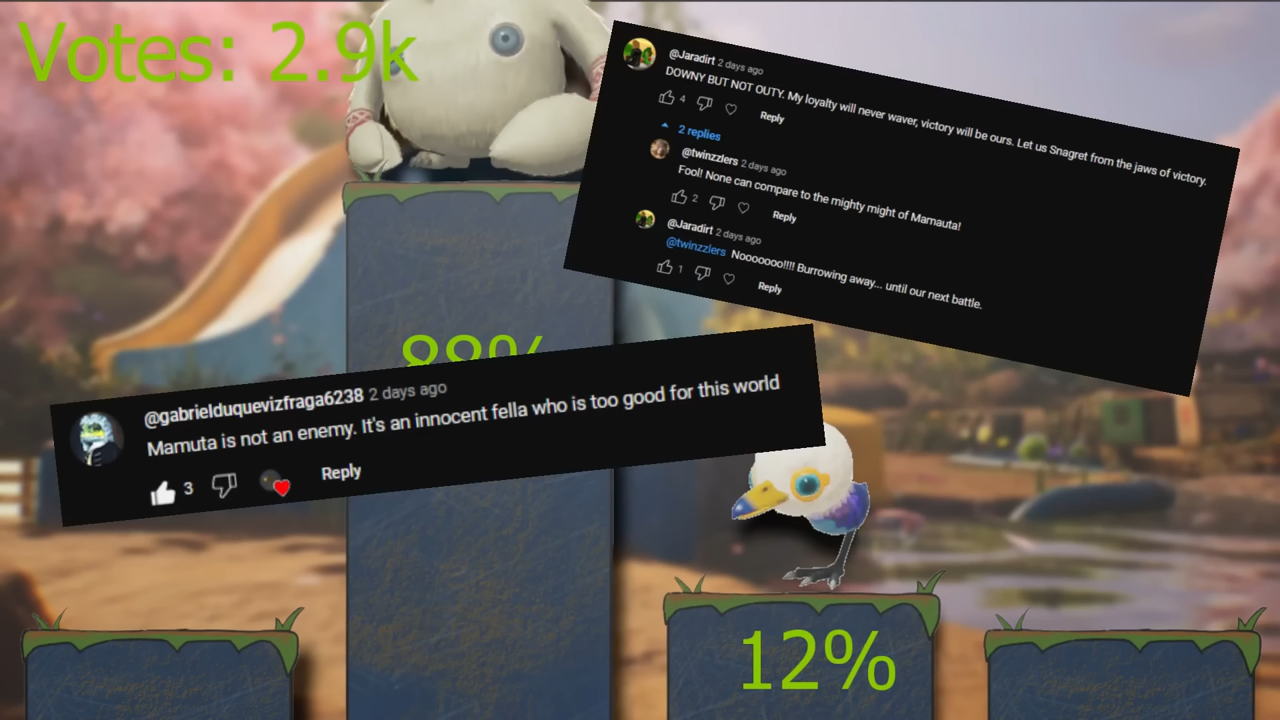 Votes: 2.9k
@Jaradirt 2 days ago
DOWNY BUT NOT OUTY. My loyalty will never waver, victory will be ours. Let us Snagret from the jaws of victory.
4 Reply
2 replies
@twinzzlers 2 days ago
Fool! None can compare to the mighty might of Mamauta!
2 Reply
@Jaradirt 2 days ago
@twinzzlers Nooooooo!!!! Burrowing away... until our next battle.
1 Reply
88%
@gabrielduquevizfraga6238 2 days ago
Mamuta is not an enemy. It's an innocent fella who is too good for this world
3 Reply
12%